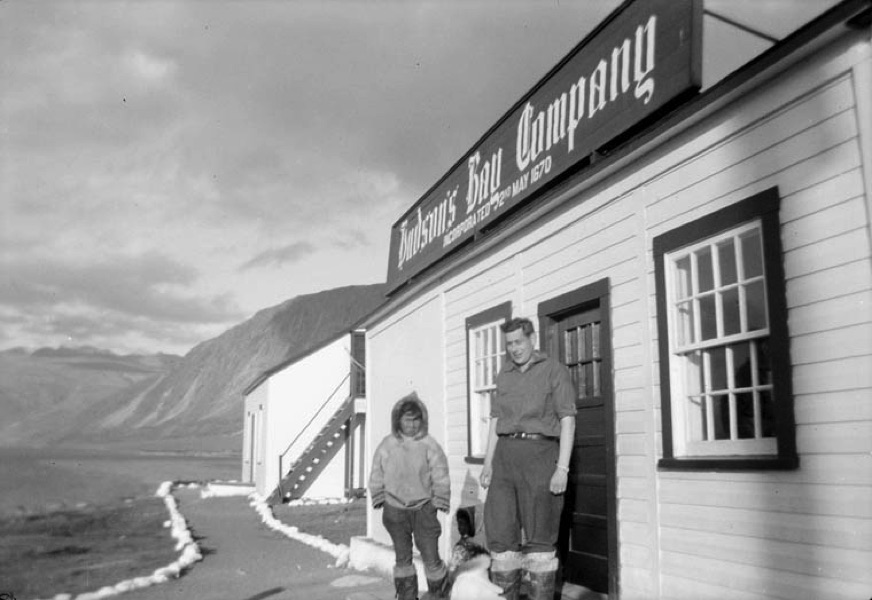 Hudson's Bay Company
INCORPORATED 2ND MAY 1670